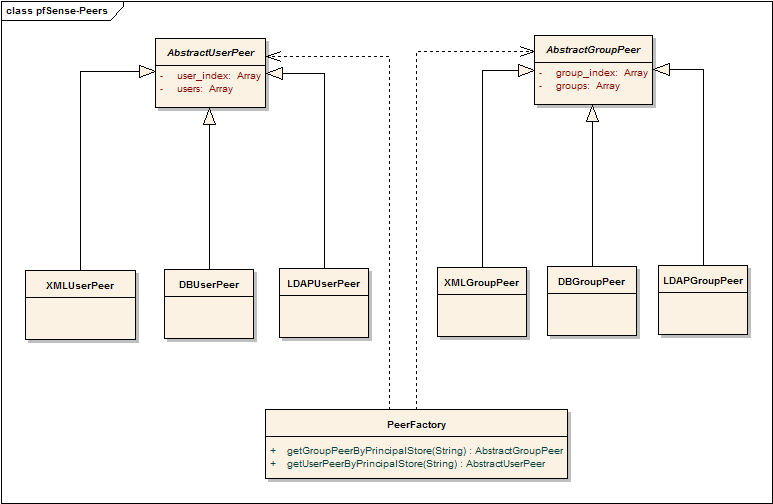 class pfSense-Peers
AbstractUserPeer
- user_index: Array
- users: Array
AbstractGroupPeer
- group_index: Array
- groups: Array
XMLUserPeer
DBUserPeer
LDAPUserPeer
XMLGroupPeer
DBGroupPeer
LDAPGroupPeer
PeerFactory
+ getGroupPeerByPrincipalStore(String) : AbstractGroupPeer
+ getUserPeerByPrincipalStore(String) : AbstractUserPeer